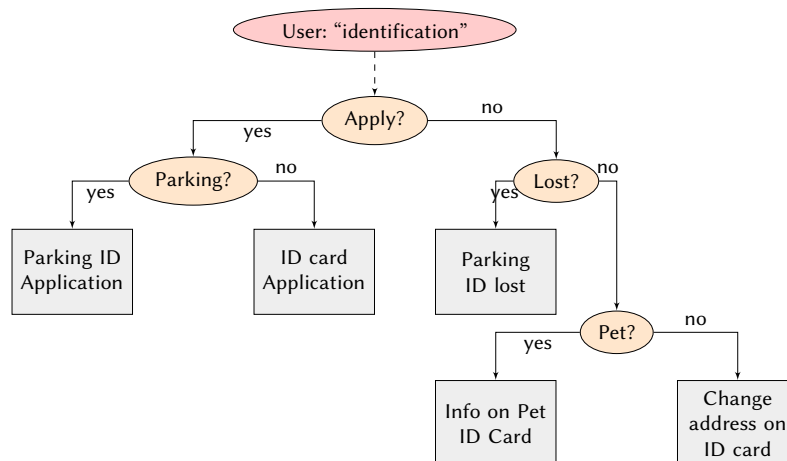 User: “identification”
Apply?
yes
no
Parking?
Lost?
yes
no
yes
no
Parking ID
Application
ID card
Application
Parking
ID lost
Pet?
yes
no
Info on Pet
ID Card
Change
address on
ID card